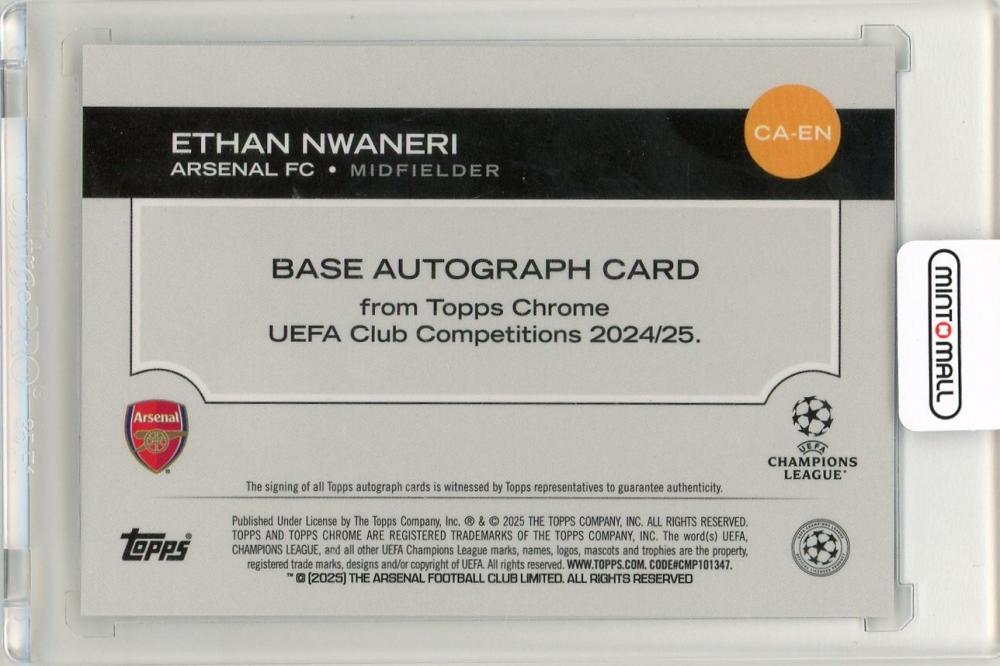 ETHAN NWANERI
CA-EN
ARSENAL FC • MIDFIELDER
BASE AUTOGRAPH CARD
from Topps Chrome
UEFA Club Competitions 2024/25.
MINT MALL
Arsenal
UEFA
CHAMPIONS
LEAGUE
The signing of all Topps autograph cards is witnessed by Topps representatives to guarantee authenticity.
Topps
Published Under License by The Topps Company, Inc. ® & © 2025 THE TOPPS COMPANY, INC. ALL RIGHTS RESERVED.
TOPPS AND TOPPS CHROME ARE REGISTERED TRADEMARKS OF THE TOPPS COMPANY, INC. The word(s) UEFA,
CHAMPIONS LEAGUE, and all other UEFA Champions League marks, names, logos, mascots and trophies are the property,
registered trade marks, designs and/or copyright of UEFA. All rights reserved. WWW.TOPPS.COM. CODE#CMP101347.
™ © (2025) THE ARSENAL FOOTBALL CLUB LIMITED. ALL RIGHTS RESERVED